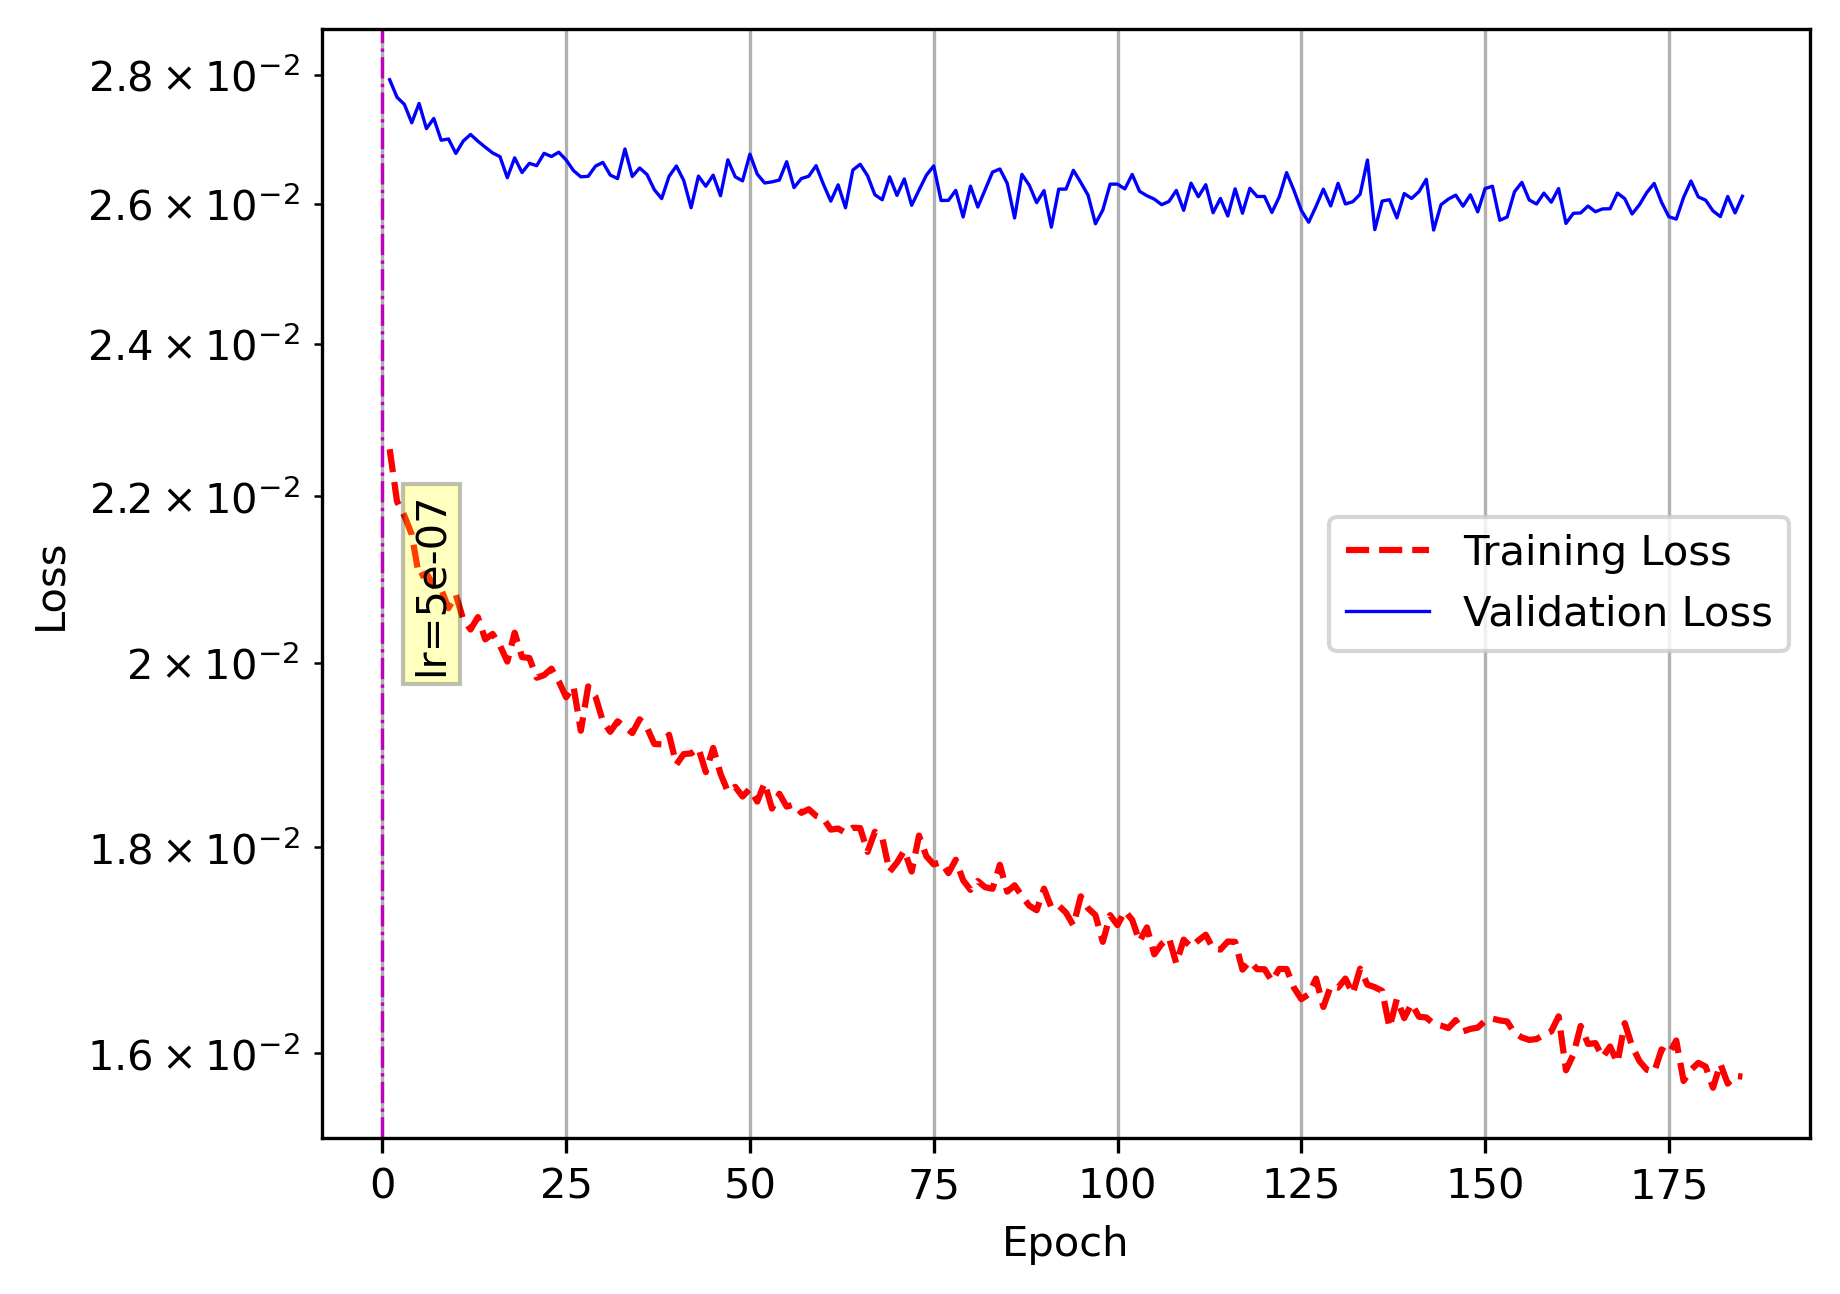 2.8 × 10⁻²
2.6 × 10⁻²
2.4 × 10⁻²
2.2 × 10⁻²
2 × 10⁻²
1.8 × 10⁻²
1.6 × 10⁻²
Loss
lr=5e-07
Training Loss
Validation Loss
0 25 50 75 100 125 150 175
Epoch